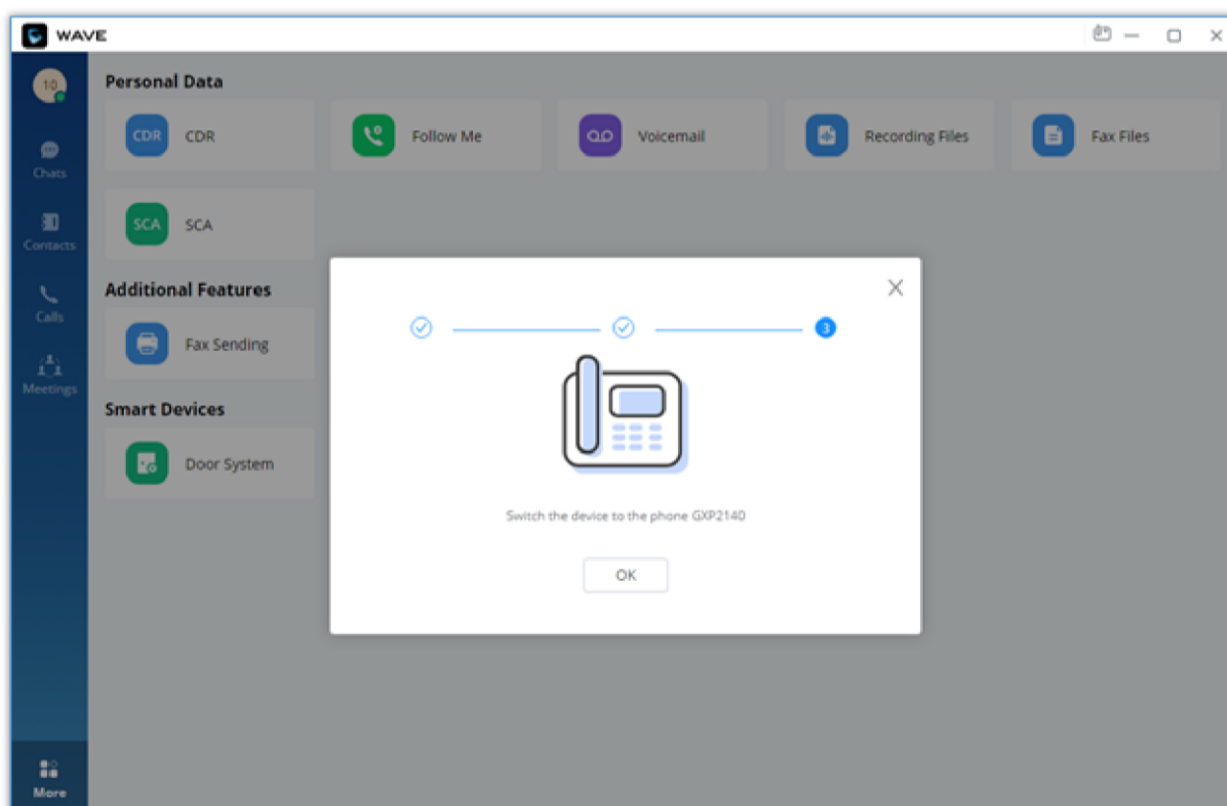 WAVE
10
Chats
Contacts
Calls
Meetings
More
Personal Data
CDR CDR
Follow Me
Voicemail
Recording Files
Fax Files
SCA SCA
Additional Features
Fax Sending
Smart Devices
Door System
3
Switch the device to the phone GXP2140
OK